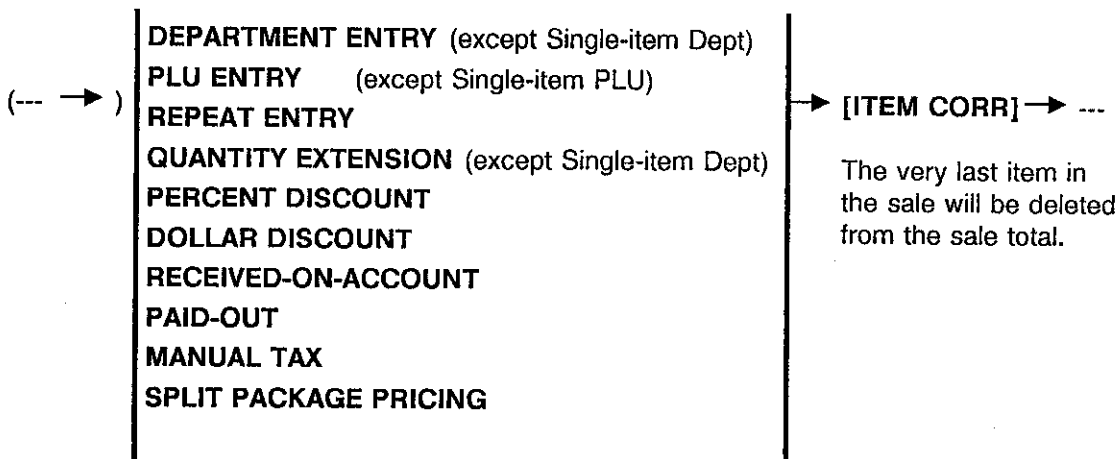 DEPARTMENT ENTRY (except Single-item Dept)
PLU ENTRY (except Single-item PLU)
(--- → )
REPEAT ENTRY
QUANTITY EXTENSION (except Single-item Dept)
PERCENT DISCOUNT
DOLLAR DISCOUNT
RECEIVED-ON-ACCOUNT
PAID-OUT
MANUAL TAX
SPLIT PACKAGE PRICING
→ [ITEM CORR] → ---
The very last item in
the sale will be deleted
from the sale total.